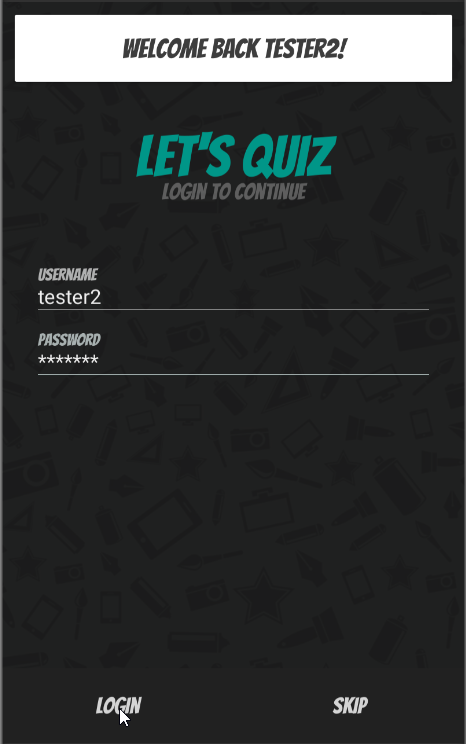 WELCOME BACK TESTER2!
LET'S QUIZ
LOGIN TO CONTINUE
USERNAME
tester2
PASSWORD
*******
LOGIN
SKIP